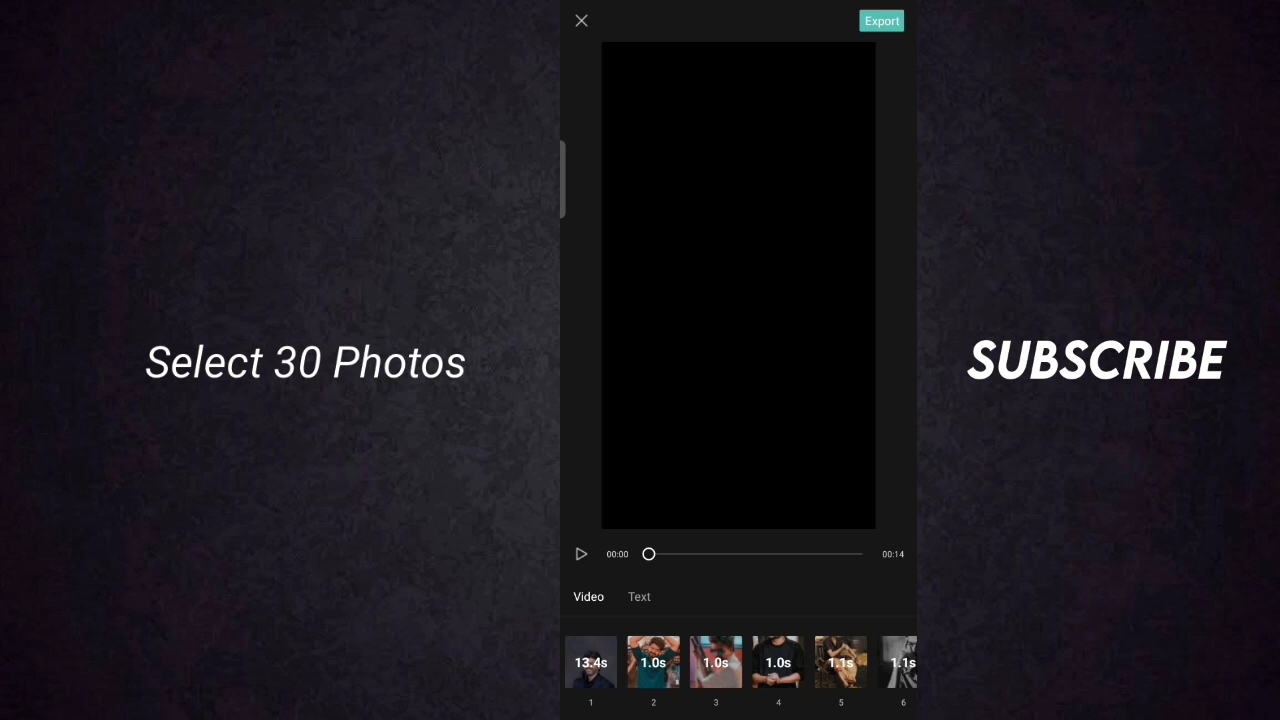 Export
Select 30 Photos
SUBSCRIBE
00:00
00:14
Video Text
13.4s 1.0s 1.0s 1.0s 1.1s 1.1s
1 2 3 4 5 6